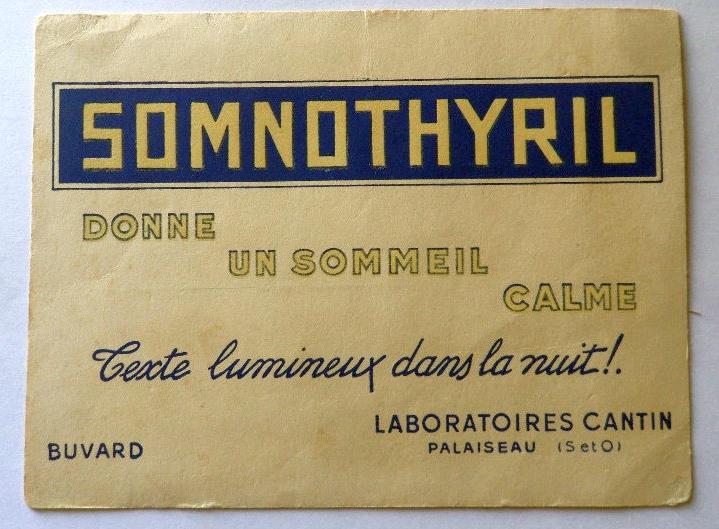 SOMNOTHYRIL
DONNE
UN SOMMEIL
CALME
Texte lumineux dans la nuit!.
LABORATOIRES CANTIN
BUVARD
PALAISEAU (S et O)